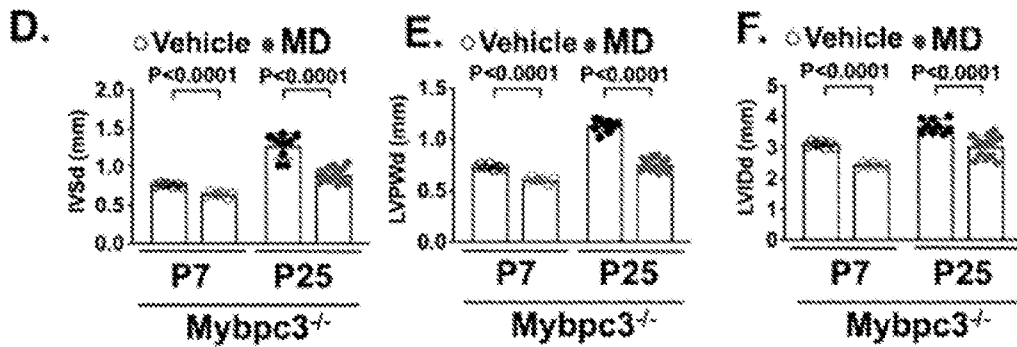 D.
○ Vehicle ● MD
P<0.0001 P<0.0001
IVSd (mm)
2.0
1.5
1.0
0.5
0.0
P7 P25
Mybpc3-/-
E.
○ Vehicle ● MD
P<0.0001 P<0.0001
LVPWd (mm)
1.5
1.0
0.5
0.0
P7 P25
Mybpc3-/-
F.
○ Vehicle ● MD
P<0.0001 P<0.0001
LVIDd (mm)
5
4
3
2
1
0
P7 P25
Mybpc3-/-